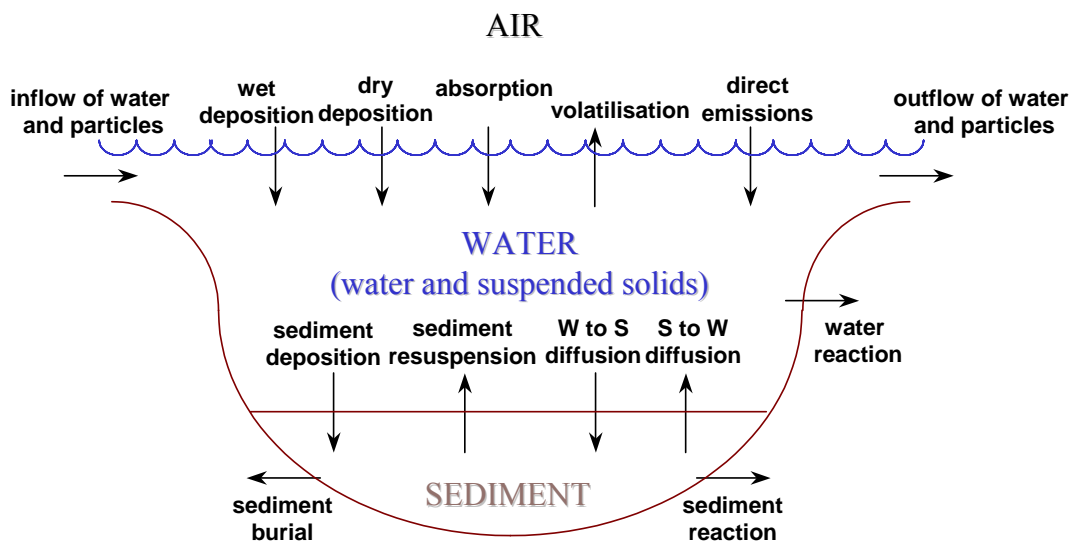 AIR
inflow of water
and particles
wet
deposition
dry
deposition
absorption
volatilisation
direct
emissions
outflow of water
and particles
WATER
(water and suspended solids)
water
reaction
sediment
deposition
sediment
resuspension
W to S
diffusion
S to W
diffusion
SEDIMENT
sediment
burial
sediment
reaction